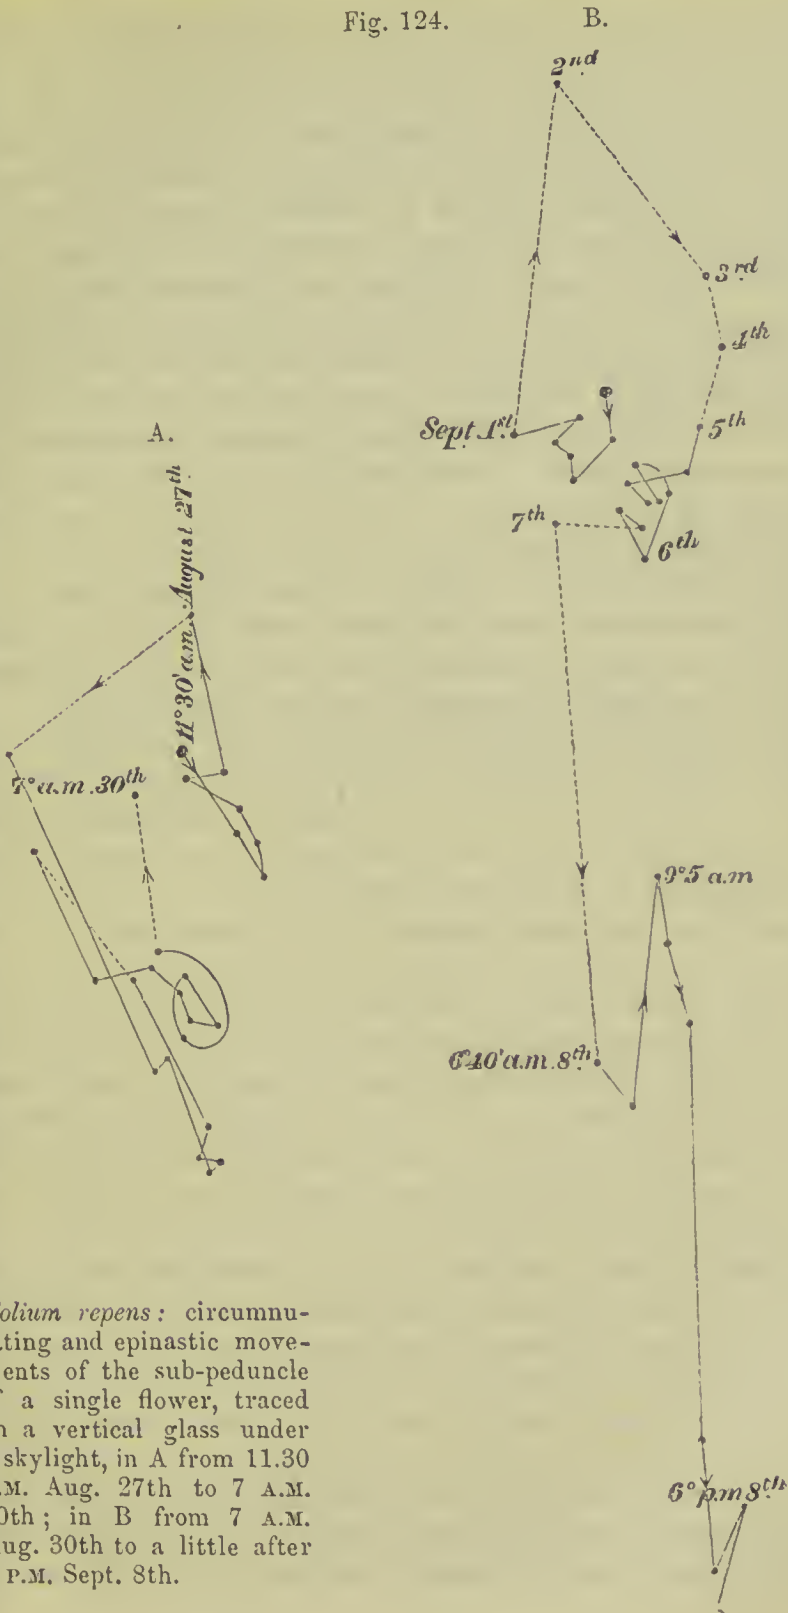 Fig. 124.
B.
2nd
3rd
4th
Sept. 1st.
5th
A.
7th
6th
11° 30' a.m. August 27th
7° a.m. 30th
9° 5 a.m
6° 40' a.m. 8th.
6° p.m 8th.
folium repens: circumnu-
ting and epinastic move-
ents of the sub-peduncle
a single flower, traced
a vertical glass under
skylight, in A from 11.30
.M. Aug. 27th to 7 A.M.
0th; in B from 7 A.M.
ug. 30th to a little after
P.M. Sept. 8th.